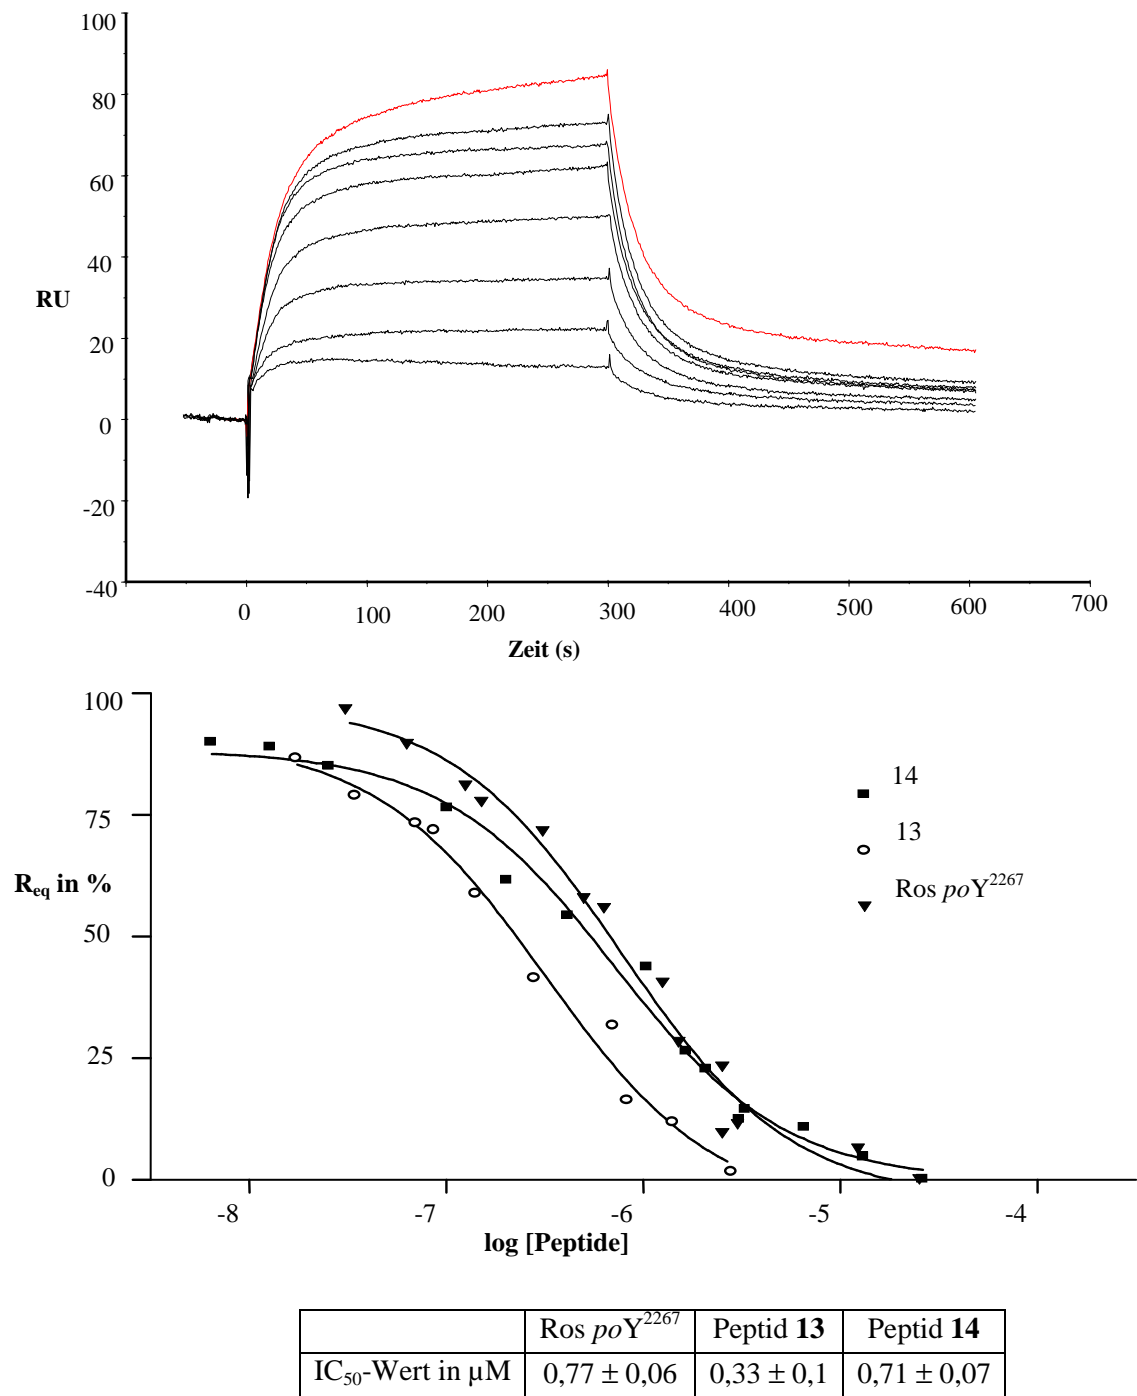 100
80
60
40
RU
20
0
-20
-40
0 100 200 300 400 500 600 700
Zeit (s)
100
14
75
13
R_eq in %
Ros poY²²⁶⁷
50
25
0
-8 -7 -6 -5 -4
log [Peptide]
Ros poY²²⁶⁷ Peptid 13 Peptid 14
IC₅₀-Wert in µM 0,77 ± 0,06 0,33 ± 0,1 0,71 ± 0,07